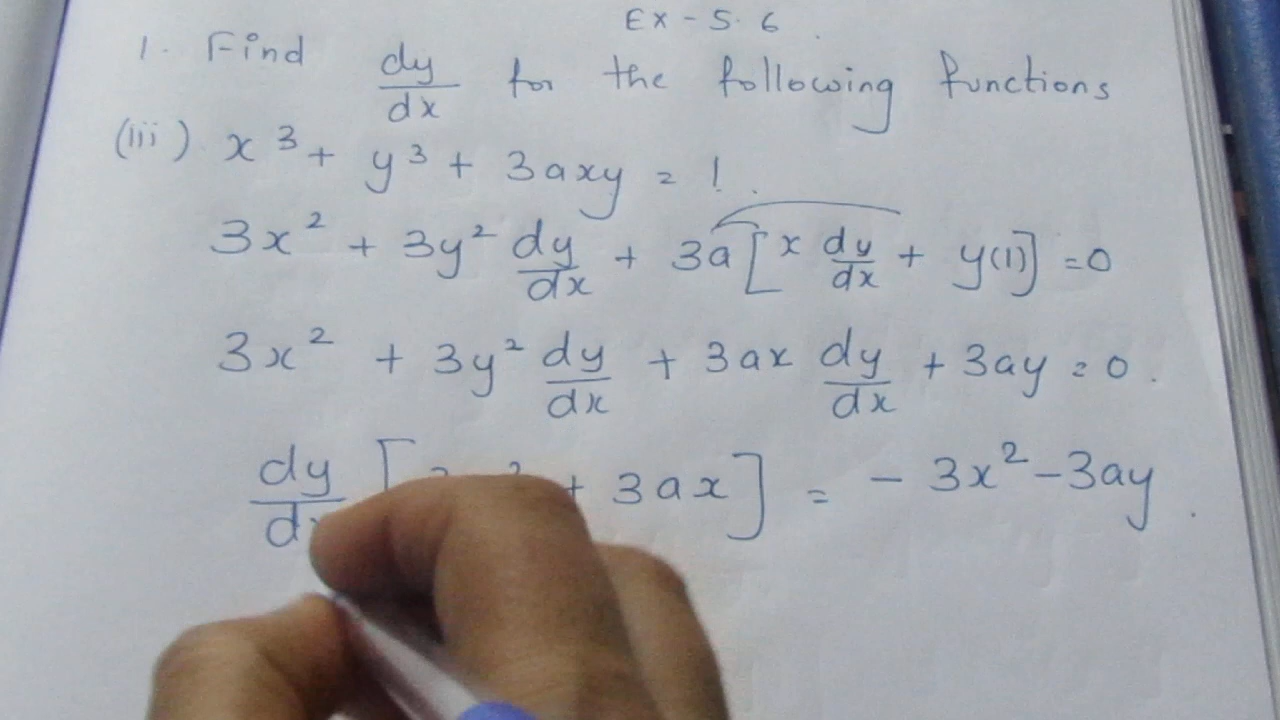 Ex - 5.6.
1. Find dy/dx for the following functions
(iii) x³ + y³ + 3axy = 1.
3x² + 3y² dy/dx + 3a [x dy/dx + y(1)] = 0
3x² + 3y² dy/dx + 3ax dy/dx + 3ay = 0.
dy/d [ + 3ax] = - 3x² - 3ay.